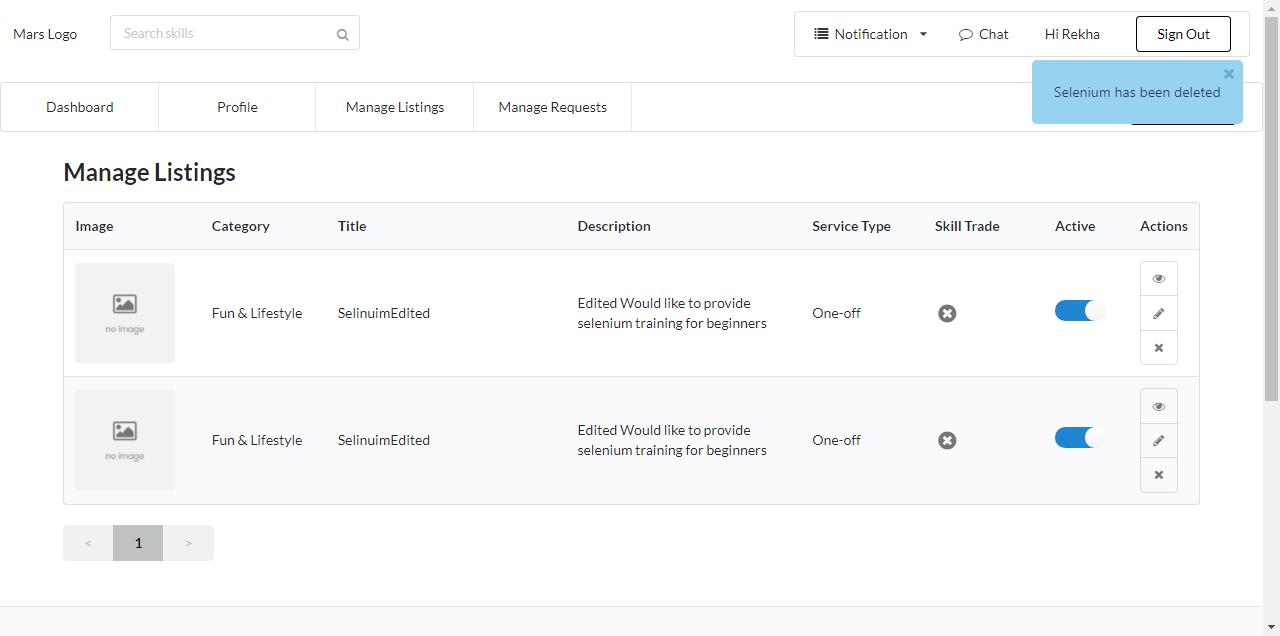 Mars Logo
Search skills
Notification
Chat
Hi Rekha
Sign Out
Selenium has been deleted
Dashboard
Profile
Manage Listings
Manage Requests
Manage Listings
Image Category Title Description Service Type Skill Trade Active Actions
no image
Fun & Lifestyle
SelinuimEdited
Edited Would like to provide
selenium training for beginners
One-off
no image
Fun & Lifestyle
SelinuimEdited
Edited Would like to provide
selenium training for beginners
One-off
< 1 >